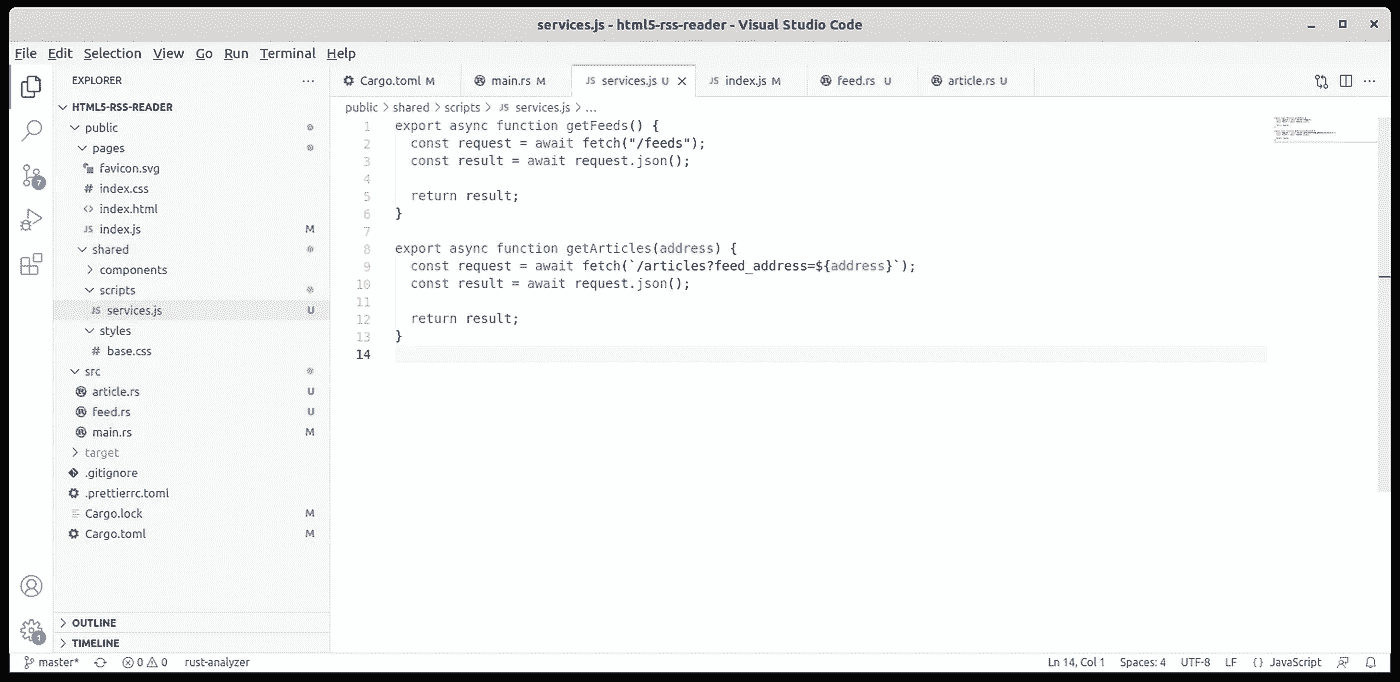 services.js - html5-rss-reader - Visual Studio Code
File Edit Selection View Go Run Terminal Help
EXPLORER
HTML5-RSS-READER
public
pages
favicon.svg
# index.css
<> index.html
JS index.js M
shared
components
scripts
JS services.js U
styles
# base.css
src
article.rs U
feed.rs U
main.rs M
target
.gitignore
.prettierrc.toml
Cargo.lock M
Cargo.toml M
OUTLINE
TIMELINE
7
1
Cargo.toml M main.rs M JS services.js U JS index.js M feed.rs U article.rs U
public > shared > scripts > JS services.js > ...
1 export async function getFeeds() {
2 const request = await fetch("/feeds");
3 const result = await request.json();
4
5 return result;
6 }
7
8 export async function getArticles(address) {
9 const request = await fetch(`/articles?feed_address=${address}`);
10 const result = await request.json();
11
12 return result;
13 }
14
master* 0 0 rust-analyzer Ln 14, Col 1 Spaces: 4 UTF-8 LF {} JavaScript